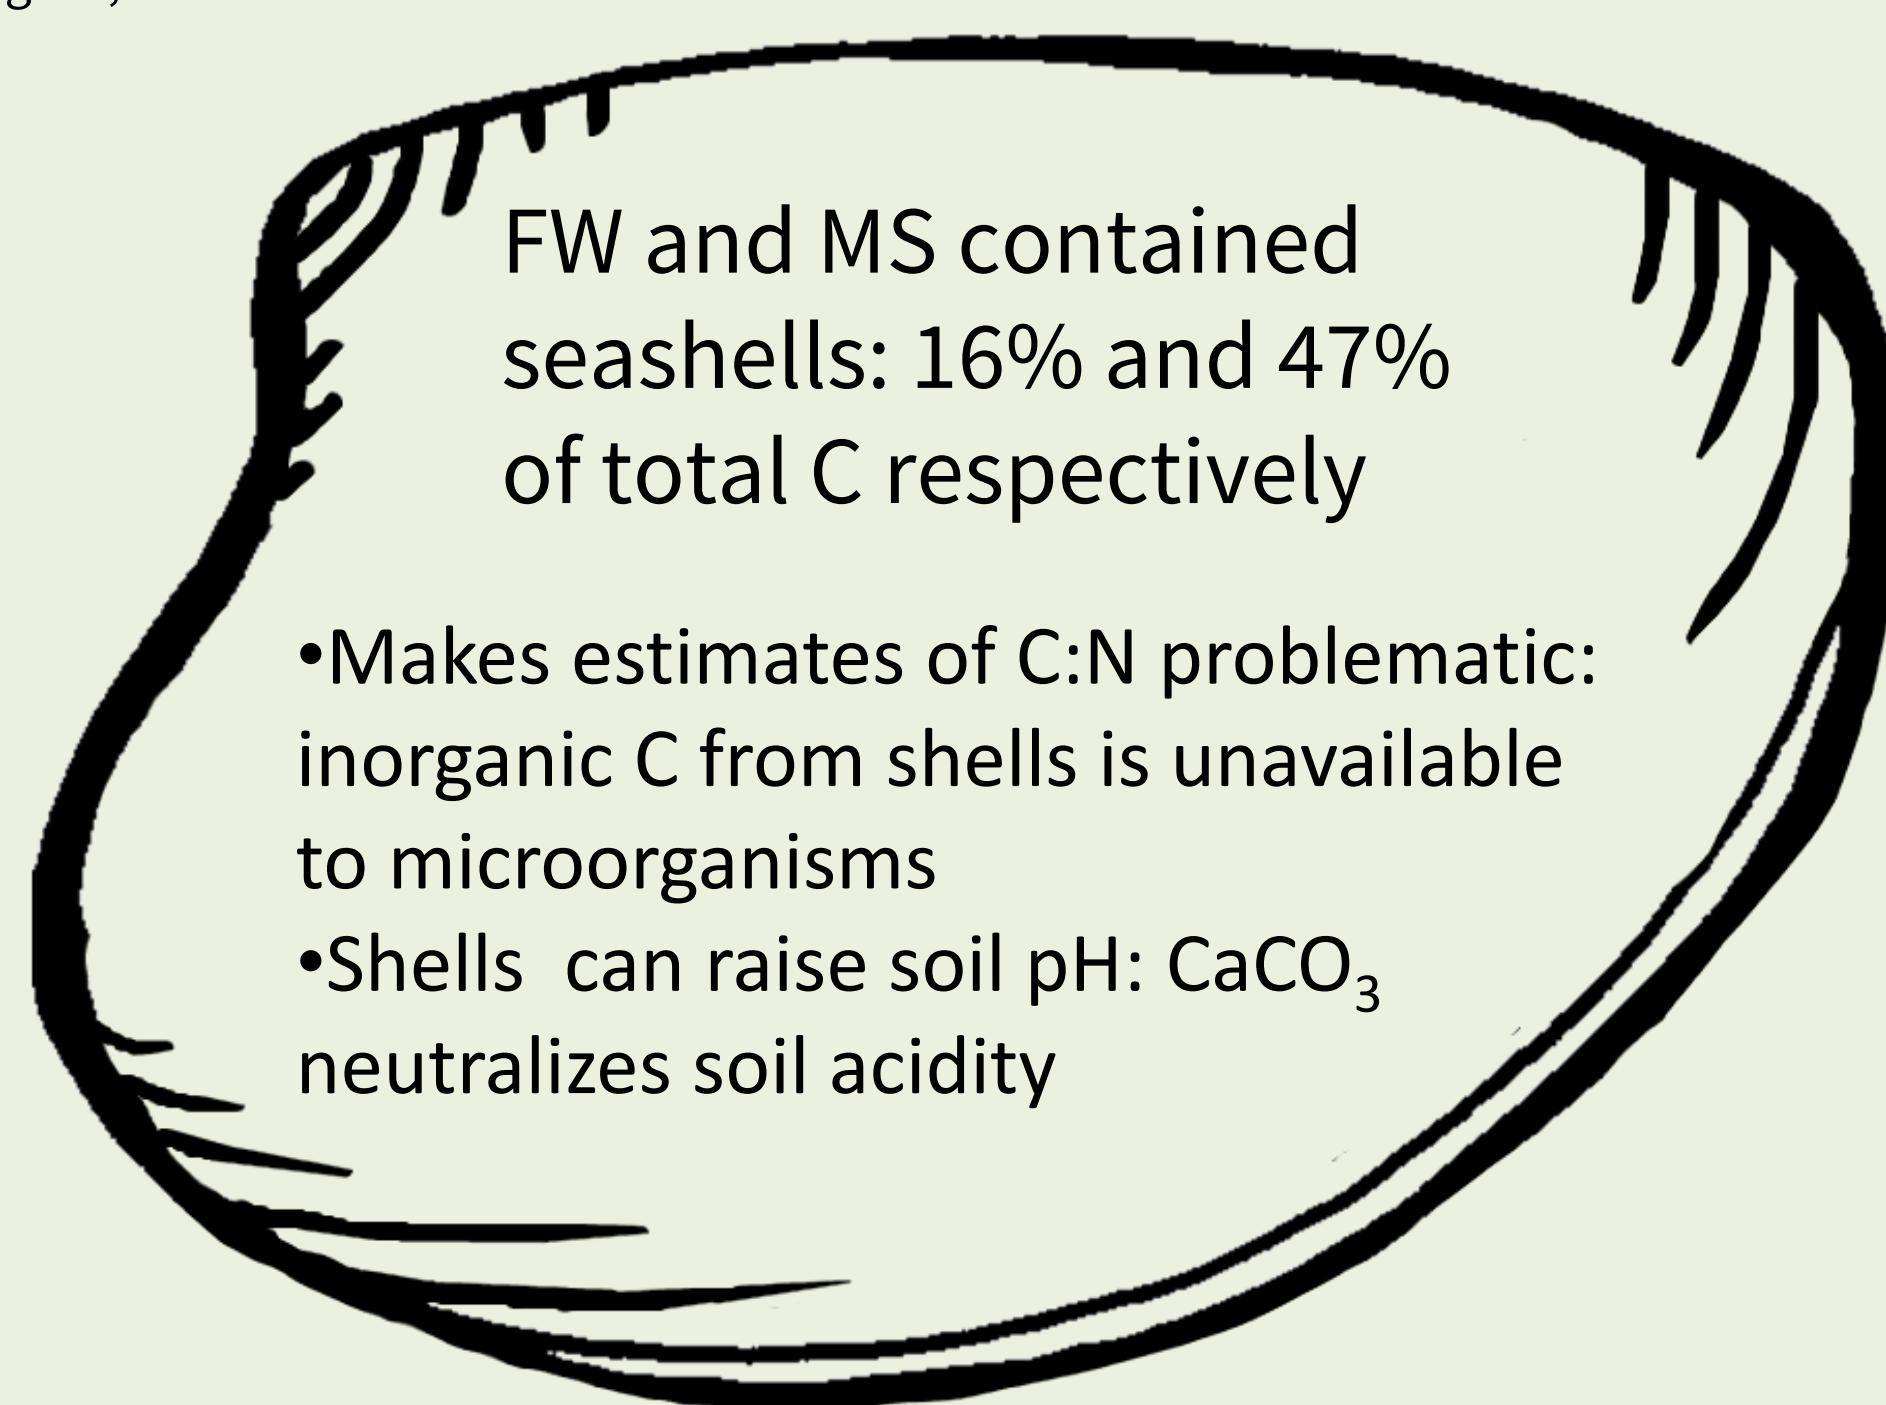 FW and MS contained
seashells: 16% and 47%
of total C respectively
•Makes estimates of C:N problematic:
inorganic C from shells is unavailable
to microorganisms
•Shells  can raise soil pH: CaCO₃
neutralizes soil acidity